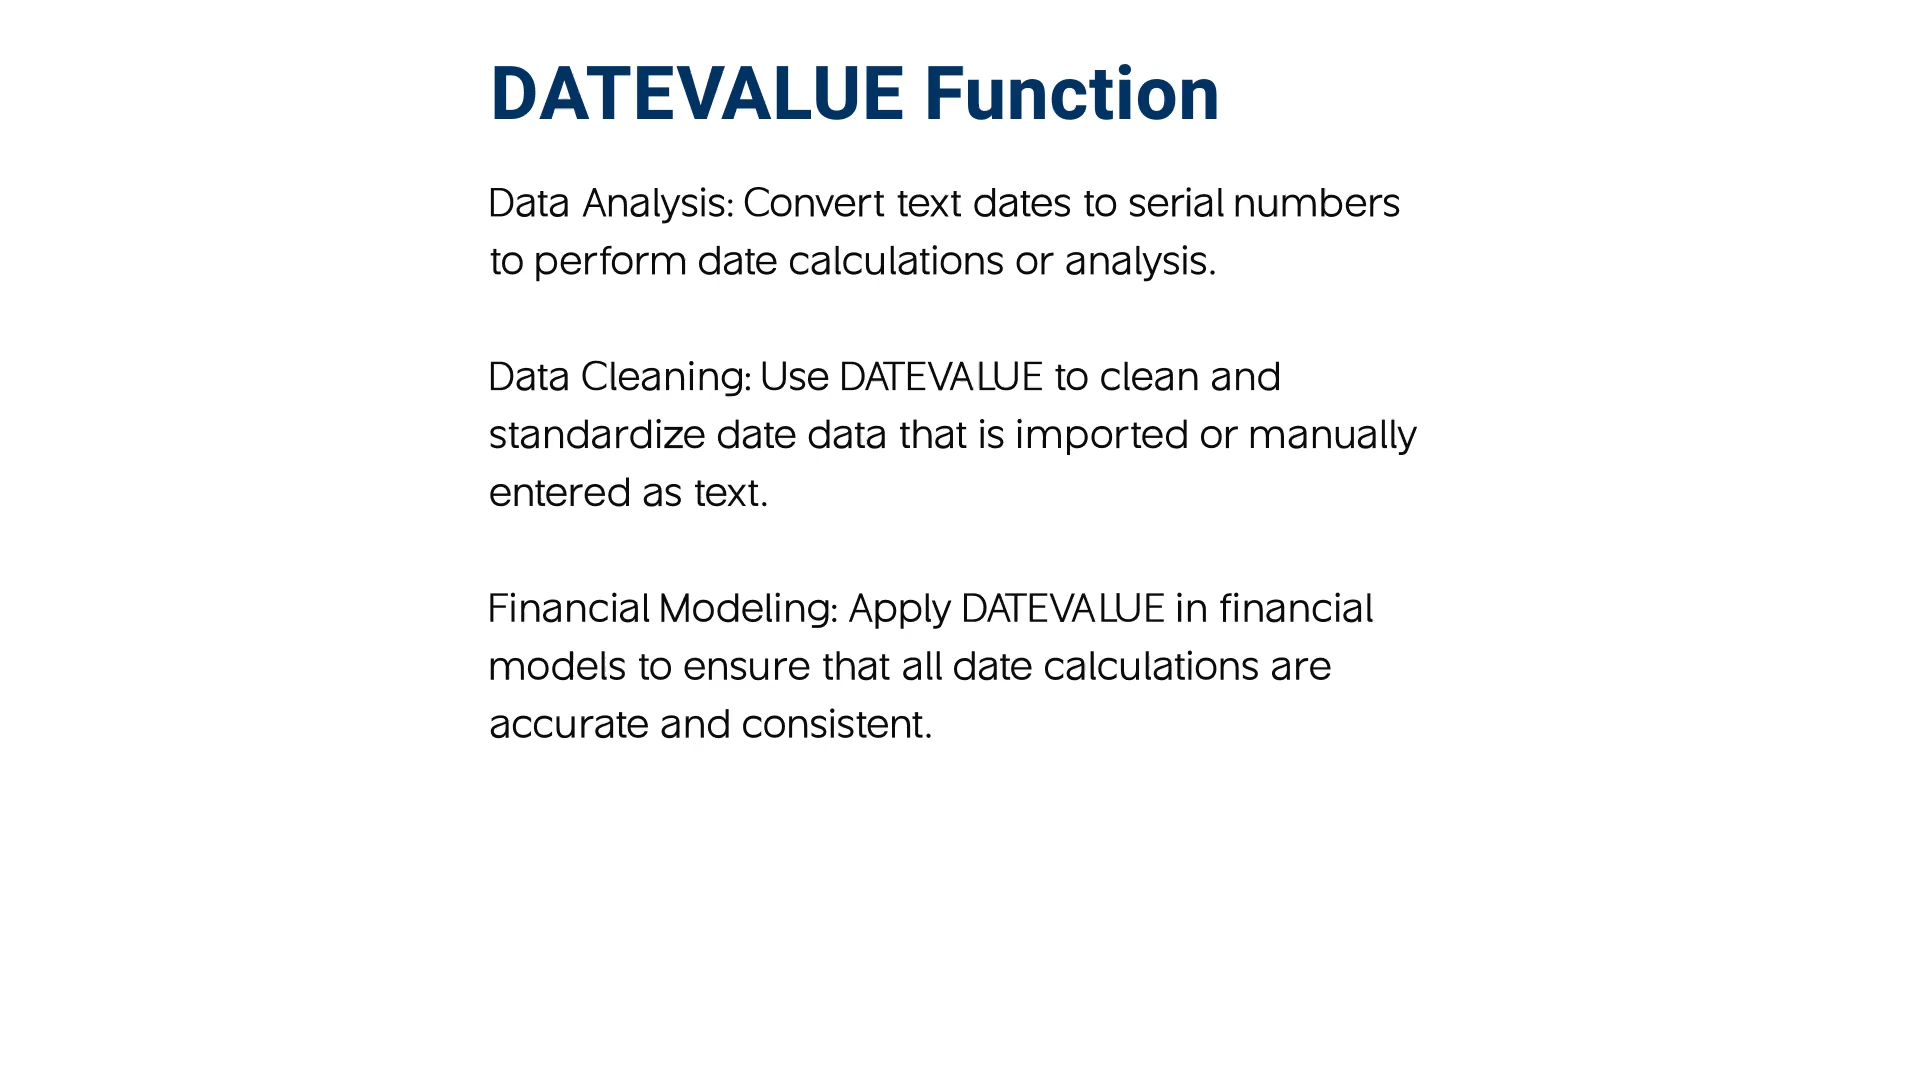 DATEVALUE Function
Data Analysis: Convert text dates to serial numbers
to perform date calculations or analysis.
Data Cleaning: Use DATEVALUE to clean and
standardize date data that is imported or manually
entered as text.
Financial Modeling: Apply DATEVALUE in financial
models to ensure that all date calculations are
accurate and consistent.